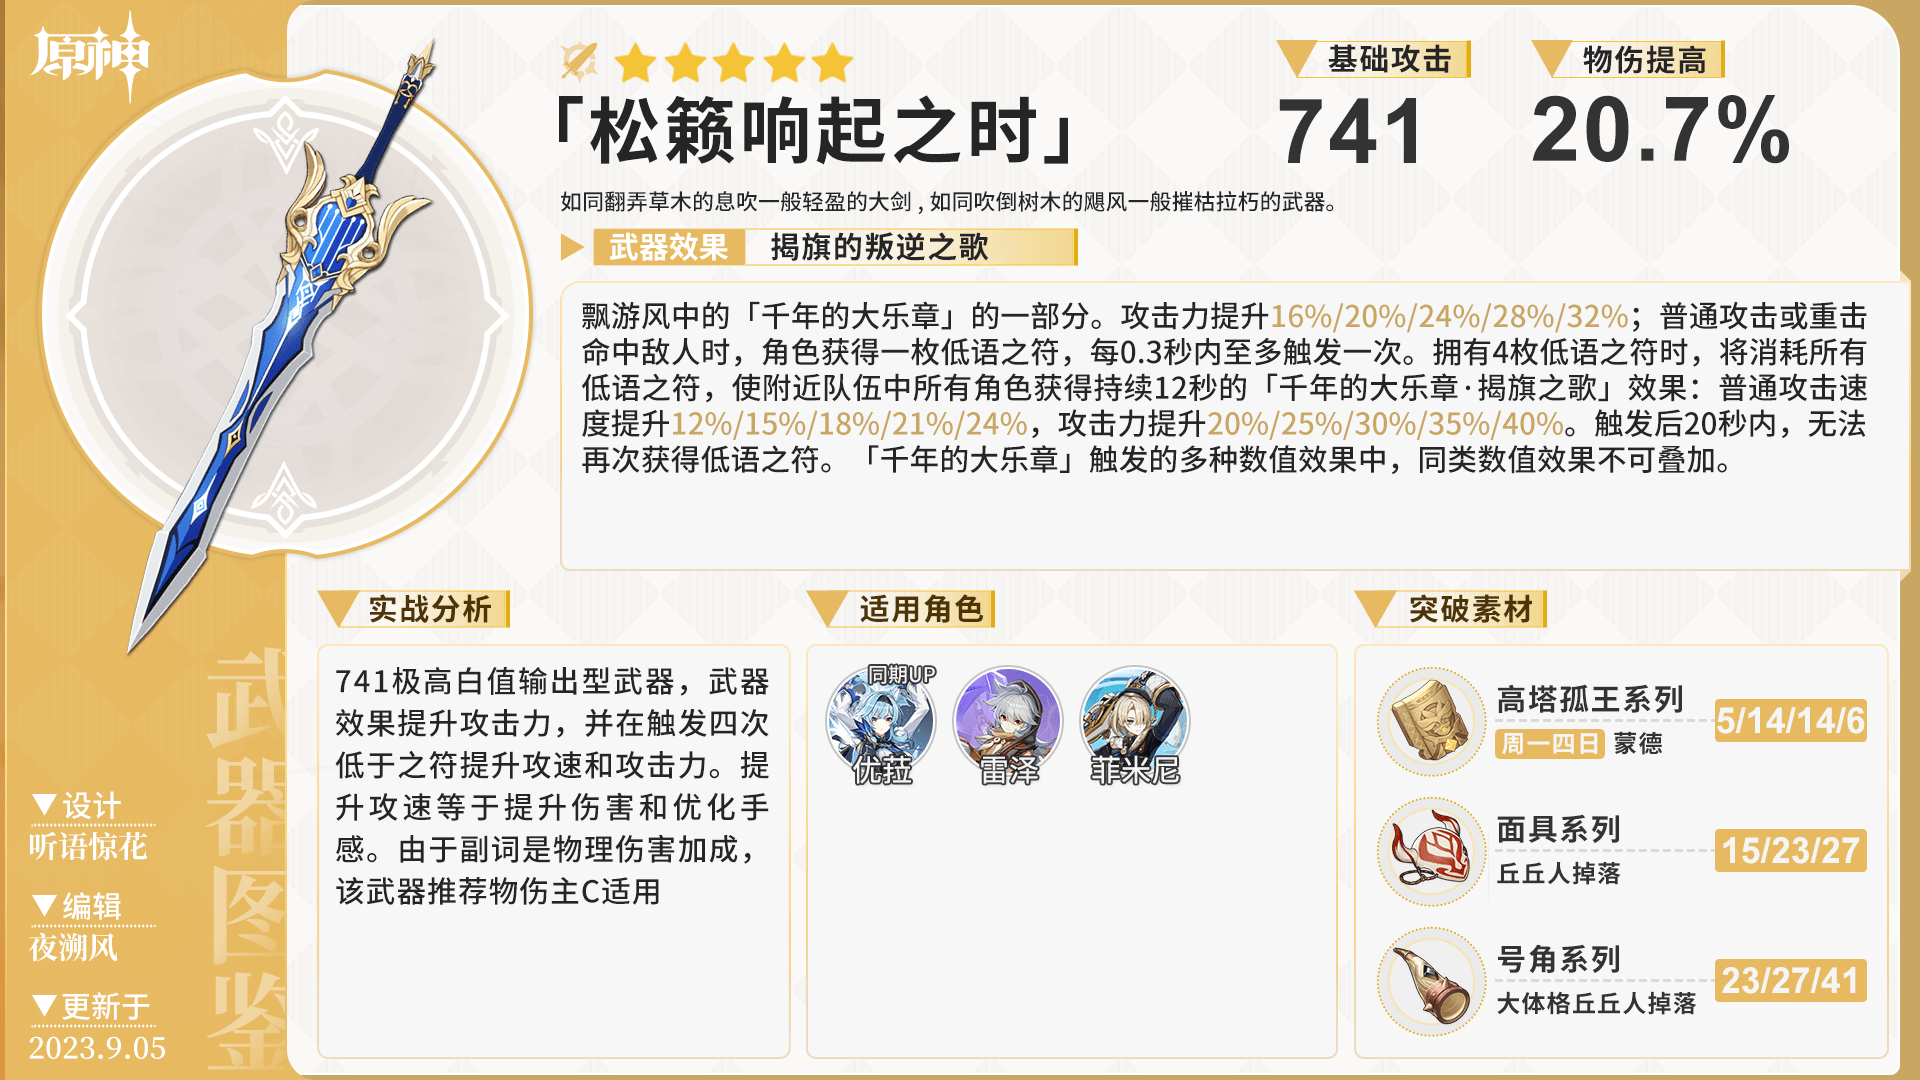 原神
「松籁响起之时」
基础攻击
741
物伤提高
20.7%
如同翻弄草木的息吹一般轻盈的大剑，如同吹倒树木的飓风一般摧枯拉朽的武器。
武器效果
揭旗的叛逆之歌
飘游风中的「千年的大乐章」的一部分。攻击力提升16%/20%/24%/28%/32%；普通攻击或重击
命中敌人时，角色获得一枚低语之符，每0.3秒内至多触发一次。拥有4枚低语之符时，将消耗所有
低语之符，使附近队伍中所有角色获得持续12秒的「千年的大乐章·揭旗之歌」效果：普通攻击速
度提升12%/15%/18%/21%/24%，攻击力提升20%/25%/30%/35%/40%。触发后20秒内，无法
再次获得低语之符。「千年的大乐章」触发的多种数值效果中，同类数值效果不可叠加。
实战分析
741极高白值输出型武器，武器
效果提升攻击力，并在触发四次
低于之符提升攻速和攻击力。提
升攻速等于提升伤害和优化手
感。由于副词是物理伤害加成，
该武器推荐物伤主C适用
适用角色
同期UP
优菈
雷泽
菲米尼
突破素材
高塔孤王系列
5/14/14/6
周一四日 蒙德
面具系列
15/23/27
丘丘人掉落
号角系列
23/27/41
大体格丘丘人掉落
武器图鉴
▼设计
听语惊花
▼编辑
夜溯风
▼更新于
2023.9.05